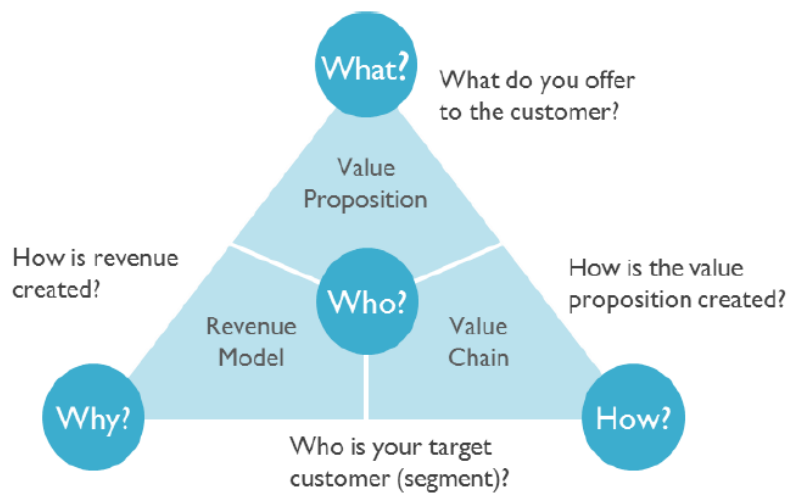 What?
What do you offer
to the customer?
Value
Proposition
How is revenue
created?
How is the value
proposition created?
Who?
Revenue
Model
Value
Chain
Why?
How?
Who is your target
customer (segment)?